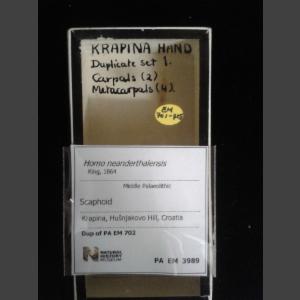 KRAPINA HAND
Duplicate set 1.
Carpals (2)
Metacarpals (4).
EM
701-705
Homo neanderthalensis
King, 1864
Middle Palaeolithic
Scaphoid
Krapina, Hušnjakovo Hill, Croatia
Dup of PA EM 702
NATURAL
HISTORY
MUSEUM
PA EM 3989